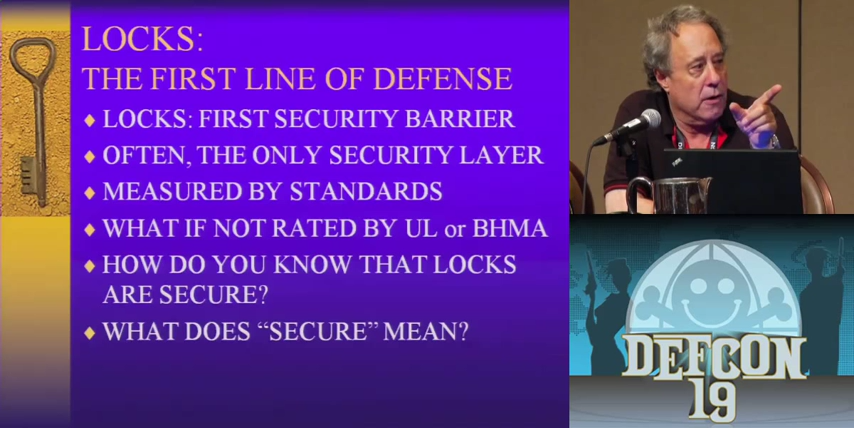 LOCKS:
THE FIRST LINE OF DEFENSE
LOCKS: FIRST SECURITY BARRIER
OFTEN, THE ONLY SECURITY LAYER
MEASURED BY STANDARDS
WHAT IF NOT RATED BY UL or BHMA
HOW DO YOU KNOW THAT LOCKS
ARE SECURE?
WHAT DOES “SECURE” MEAN?
DEFCON
19